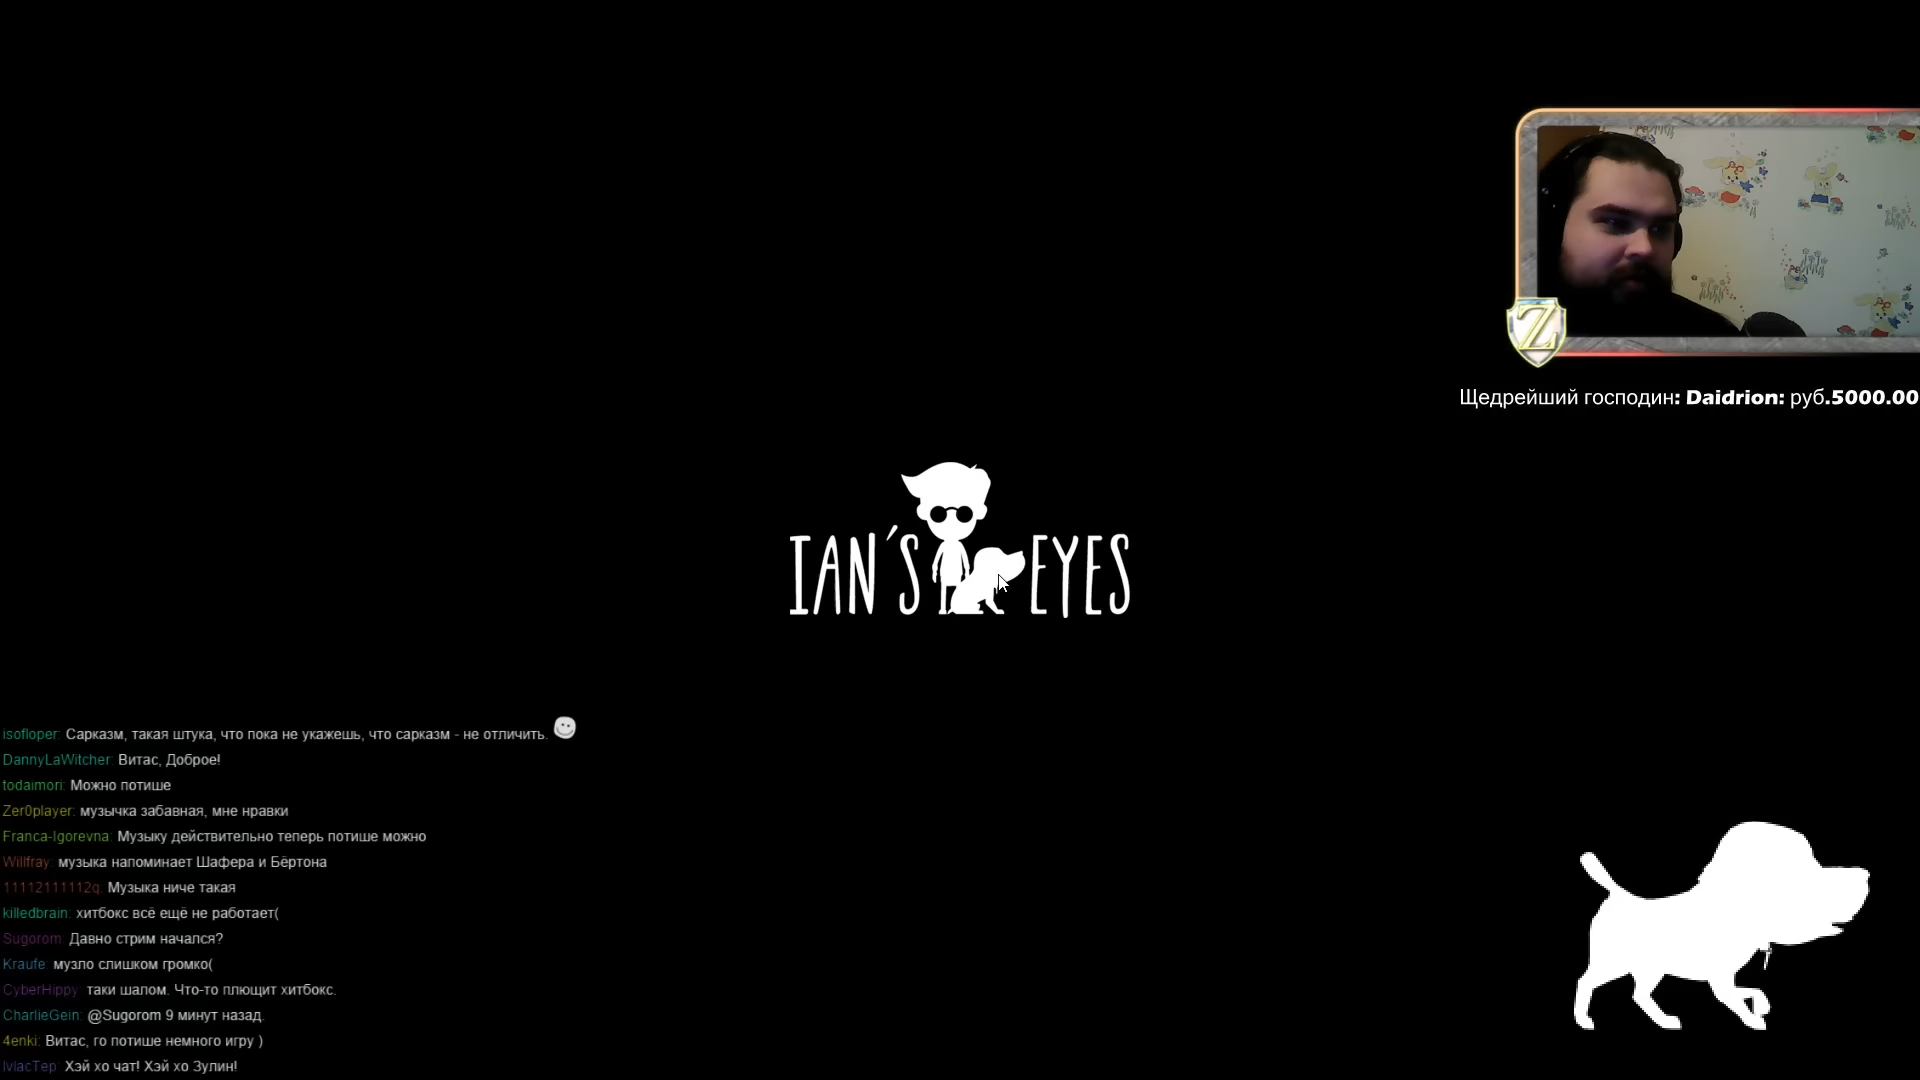 Z
Щедрейший господин: Daidrion: руб.5000.00
IAN'S EYES
isofloper: Сарказм, такая штука, что пока не укажешь, что сарказм - не отличить.
DannyLaWitcher: Витас, Доброе!
todaimori: Можно потише
Zer0player: музычка забавная, мне нравки
Franca-Igorevna: Музыку действительно теперь потише можно
Willfray: музыка напоминает Шафера и Бёртона
11112111112q: Музыка ниче такая
killedbrain: хитбокс всё ещё не работает(
Sugorom: Давно стрим начался?
Kraufe: музло слишком громко(
CyberHippy: таки шалом. Что-то плющит хитбокс.
CharlieGein: @Sugorom 9 минут назад.
4enki: Витас, го потише немного игру )
IvlacTep: Хэй хо чат! Хэй хо Зулин!